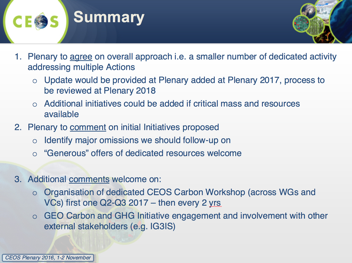 CEOS
Summary
1. Plenary to agree on overall approach i.e. a smaller number of dedicated activity
addressing multiple Actions
o Update would be provided at Plenary added at Plenary 2017, process to
be reviewed at Plenary 2018
o Additional initiatives could be added if critical mass and resources
available
2. Plenary to comment on initial Initiatives proposed
o Identify major omissions we should follow-up on
o “Generous” offers of dedicated resources welcome
3. Additional comments welcome on:
o Organisation of dedicated CEOS Carbon Workshop (across WGs and
VCs) first one Q2-Q3 2017 – then every 2 yrs
o GEO Carbon and GHG Initiative engagement and involvement with other
external stakeholders (e.g. IG3IS)
CEOS Plenary 2016, 1-2 November